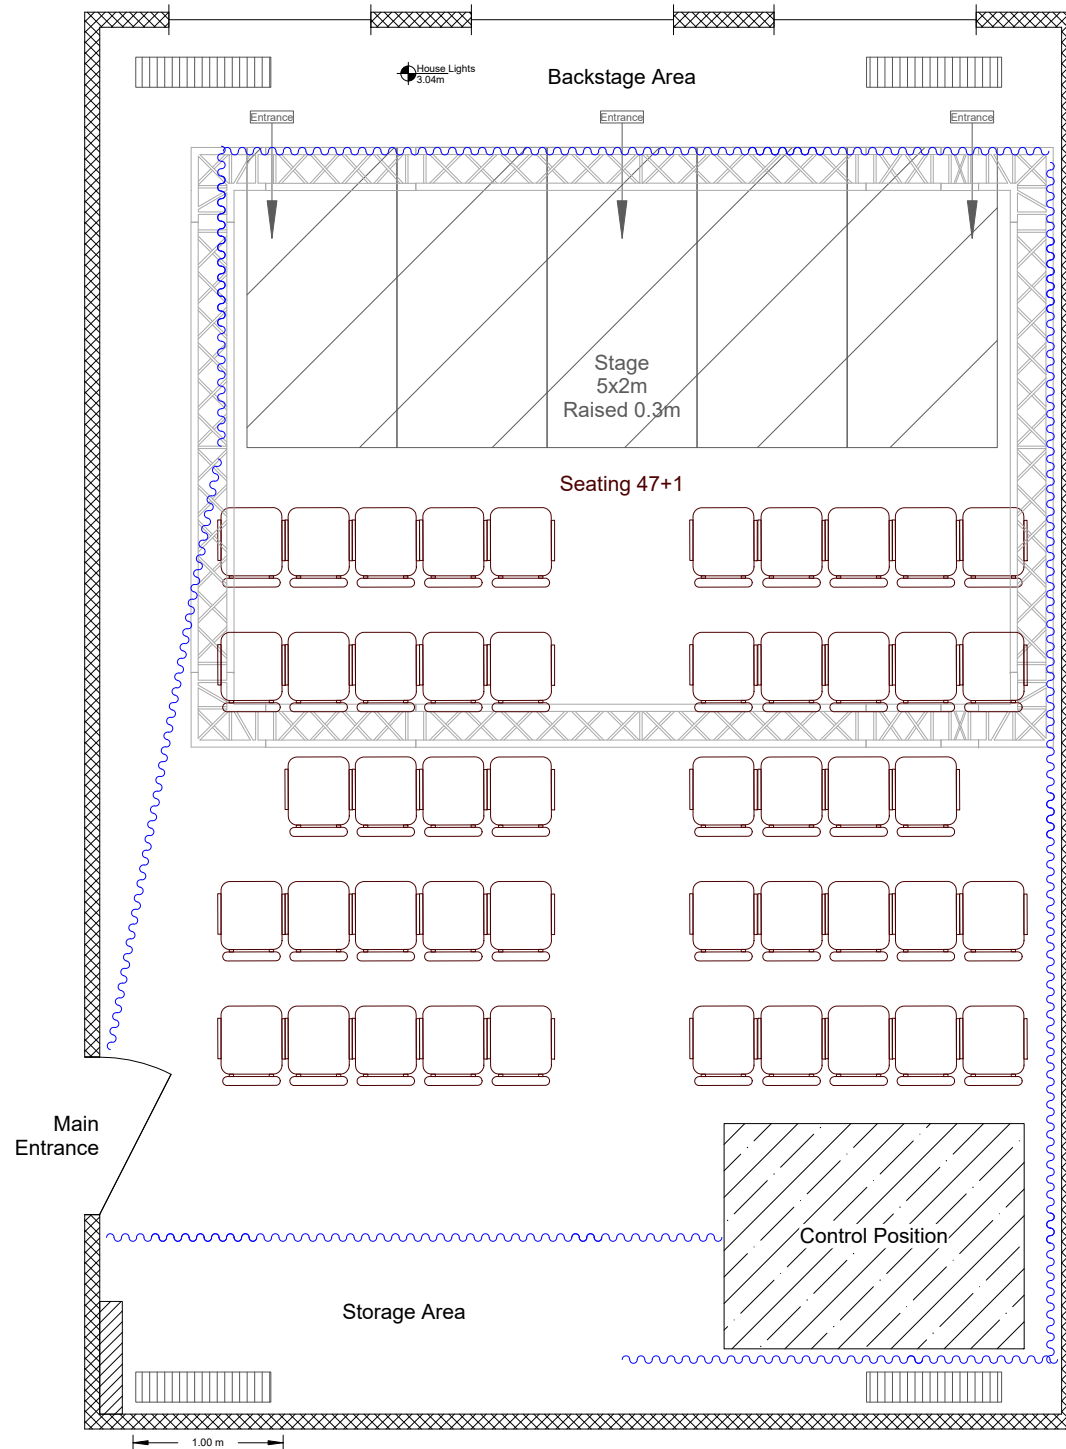 House Lights
3.04m
Backstage Area
Entrance
Entrance
Entrance
Stage
5x2m
Raised 0.3m
Seating 47+1
Main
Entrance
Control Position
Storage Area
1.00 m